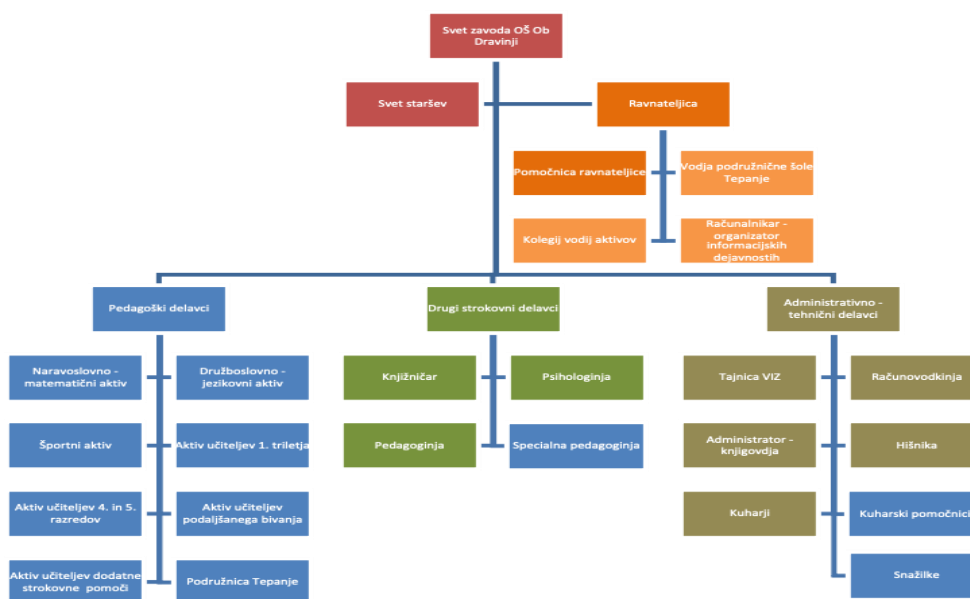 Svet zavoda OŠ Ob
Dravinji
Svet staršev
Ravnateljica
Pomočnica ravnateljice
Vodja podružnične šole
Tepanje
Kolegij vodij aktivov
Računalnikar -
organizator
informacijskih
dejavnostih
Pedagoški delavci
Drugi strokovni delavci
Administrativno -
tehnični delavci
Naravoslovno -
matematični aktiv
Družboslovno -
jezikovni aktiv
Knjižničar
Psihologinja
Tajnica VIZ
Računovodkinja
Športni aktiv
Aktiv učiteljev 1. triletja
Pedagoginja
Specialna pedagoginja
Administrator -
knjigovdja
Hišnika
Aktiv učiteljev 4. in 5.
razredov
Aktiv učiteljev
podaljšanega bivanja
Kuharji
Kuharski pomočnici
Aktiv učiteljev dodatne
strokovne pomoči
Podružnica Tepanje
Snažilke